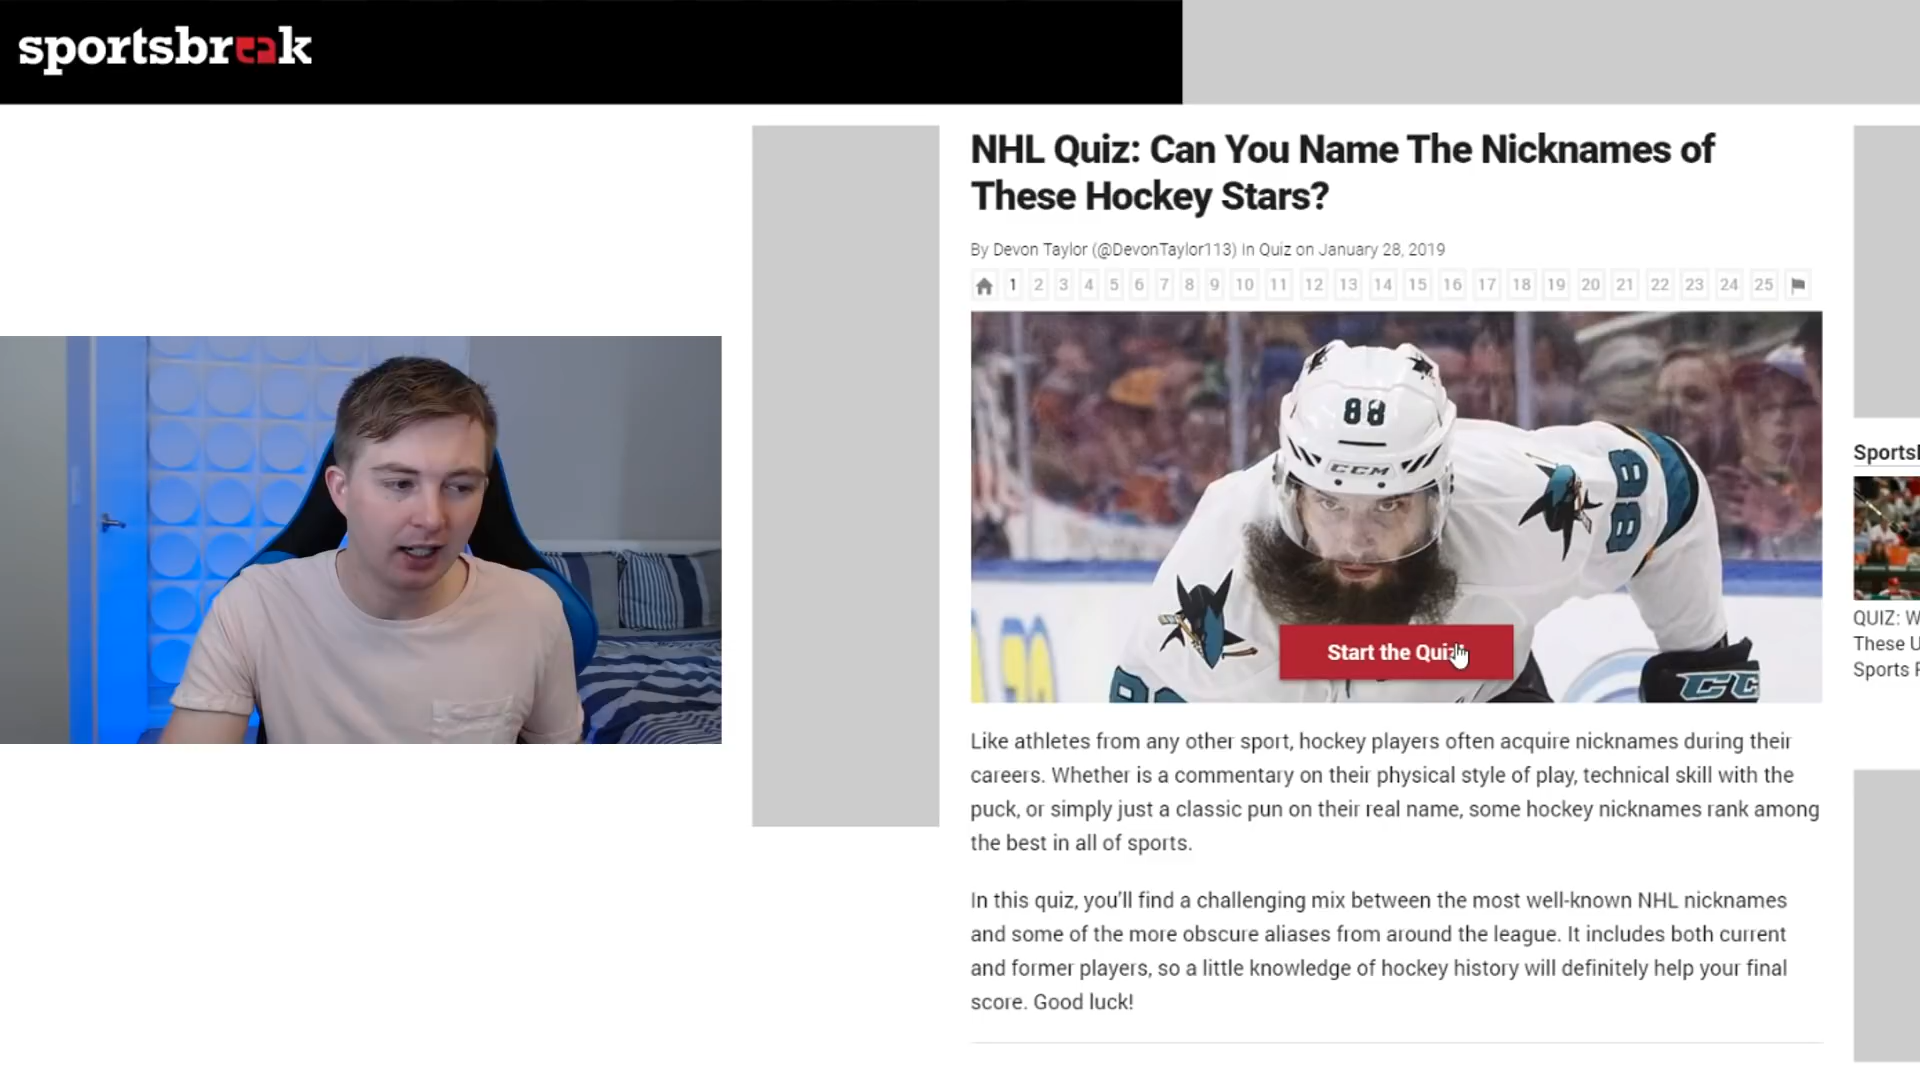 sportsbreak
NHL Quiz: Can You Name The Nicknames of
These Hockey Stars?
By Devon Taylor (@DevonTaylor113) In Quiz on January 28, 2019
1 2 3 4 5 6 7 8 9 10 11 12 13 14 15 16 17 18 19 20 21 22 23 24 25
88
CCM
88
Start the Quiz
Like athletes from any other sport, hockey players often acquire nicknames during their
careers. Whether is a commentary on their physical style of play, technical skill with the
puck, or simply just a classic pun on their real name, some hockey nicknames rank among
the best in all of sports.
In this quiz, you'll find a challenging mix between the most well-known NHL nicknames
and some of the more obscure aliases from around the league. It includes both current
and former players, so a little knowledge of hockey history will definitely help your final
score. Good luck!
Sports
QUIZ: W
These U
Sports